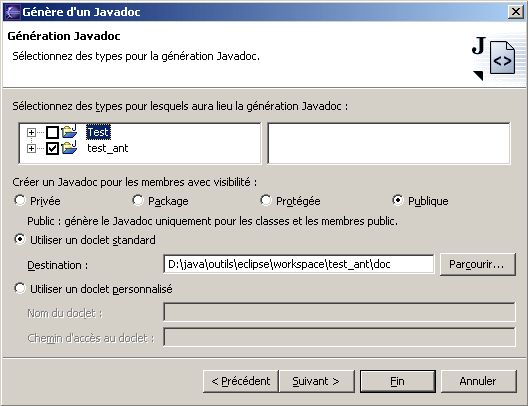 Génère d'un Javadoc
Génération Javadoc
Sélectionnez des types pour la génération Javadoc.
J
<>
Sélectionnez des types pour lesquels aura lieu la génération Javadoc :
Test
test_ant
Créer un Javadoc pour les membres avec visibilité :
Privée Package Protégée Publique
Public : génère le Javadoc uniquement pour les classes et les membres public.
Utiliser un doclet standard
Destination : D:\java\outils\eclipse\workspace\test_ant\doc Parcourir...
Utiliser un doclet personnalisé
Nom du doclet :
Chemin d'accès au doclet :
< Précédent Suivant > Fin Annuler